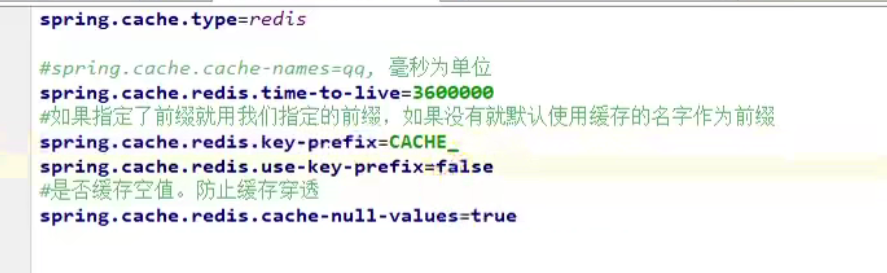 spring.cache.type=redis
#spring.cache.cache-names=qq, 毫秒为单位
spring.cache.redis.time-to-live=3600000
#如果指定了前缀就用我们指定的前缀，如果没有就默认使用缓存的名字作为前缀
spring.cache.redis.key-prefix=CACHE_
spring.cache.redis.use-key-prefix=false
#是否缓存空值。防止缓存穿透
spring.cache.redis.cache-null-values=true